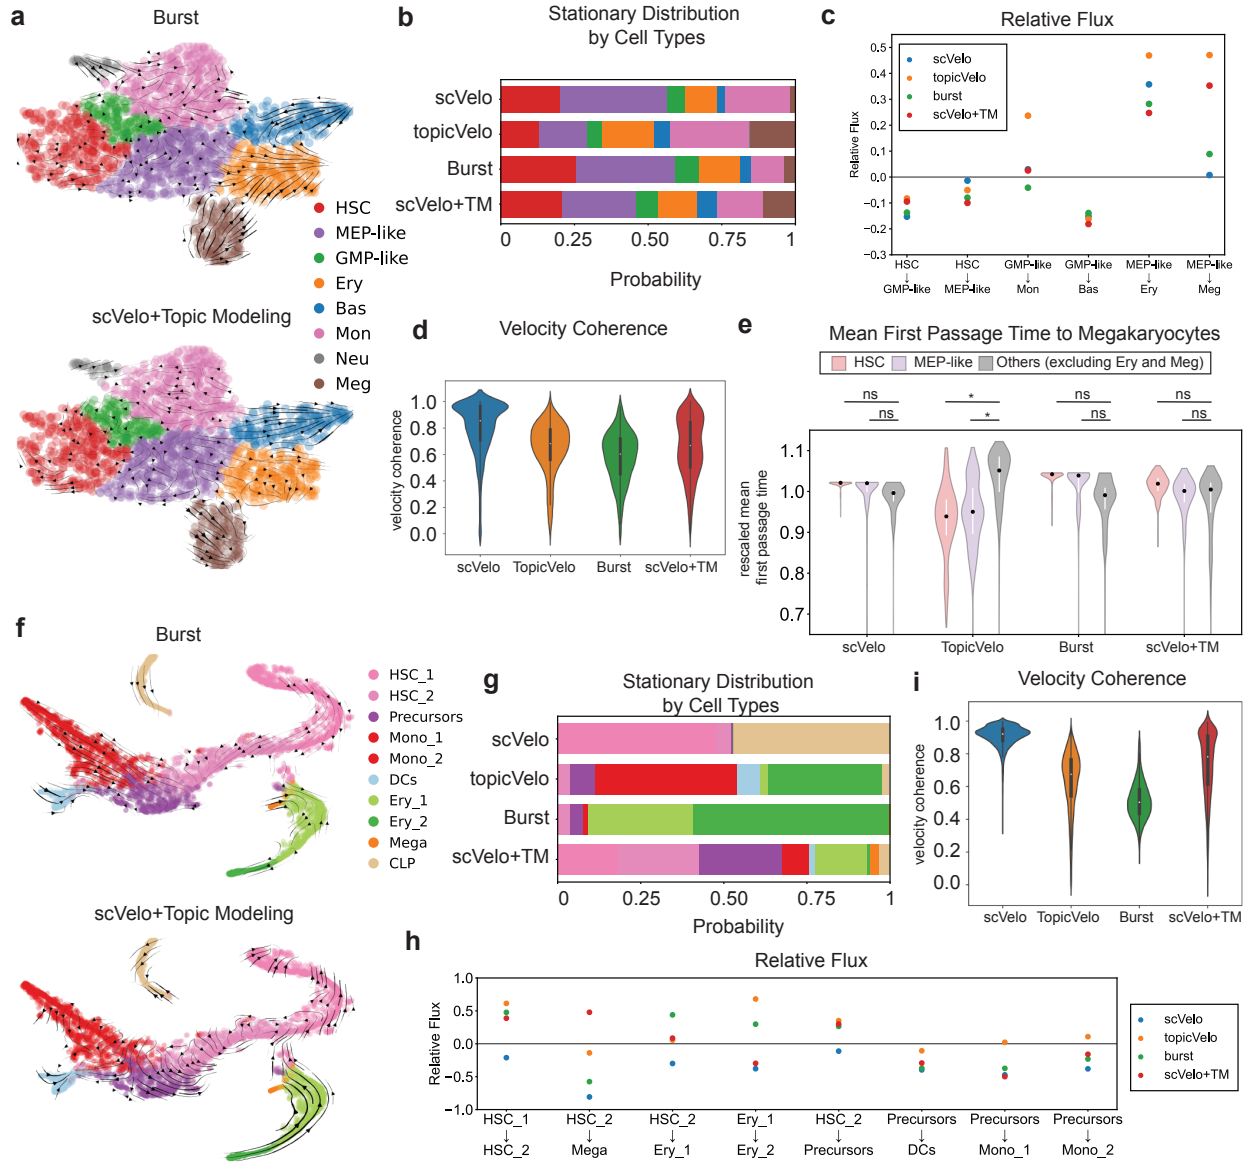 a
Burst
HSC
MEP-like
GMP-like
Ery
Bas
Mon
Neu
Meg
scVelo+Topic Modeling
b
Stationary Distribution
by Cell Types
scVelo
topicVelo
Burst
scVelo+TM
0
0.25
0.50
0.75
1
Probability
c
Relative Flux
scVelo
topicVelo
burst
scVelo+TM
Relative Flux
0.5
0.4
0.3
0.2
0.1
0.0
−0.1
−0.2
−0.3
HSC
↓
GMP-like
HSC
↓
MEP-like
GMP-like
↓
Mon
GMP-like
↓
Bas
MEP-like
↓
Ery
MEP-like
↓
Meg
d
Velocity Coherence
velocity coherence
1.0
0.8
0.6
0.4
0.2
0.0
scVelo
TopicVelo
Burst
scVelo+TM
e
Mean First Passage Time to Megakaryocytes
HSC
MEP-like
Others (excluding Ery and Meg)
ns
ns
*
*
ns
ns
ns
ns
rescaled mean
first passage time
1.1
1.0
0.9
0.8
0.7
scVelo
TopicVelo
Burst
scVelo+TM
f
Burst
HSC_1
HSC_2
Precursors
Mono_1
Mono_2
DCs
Ery_1
Ery_2
Mega
CLP
scVelo+Topic Modeling
g
Stationary Distribution
by Cell Types
scVelo
topicVelo
Burst
scVelo+TM
0
0.25
0.50
0.75
1
Probability
i
Velocity Coherence
velocity coherence
1.0
0.8
0.6
0.4
0.2
0.0
scVelo
TopicVelo
Burst
scVelo+TM
h
Relative Flux
Relative Flux
1.0
0.5
0.0
−0.5
−1.0
HSC_1
↓
HSC_2
HSC_2
↓
Mega
HSC_2
↓
Ery_1
Ery_1
↓
Ery_2
HSC_2
↓
Precursors
Precursors
↓
DCs
Precursors
↓
Mono_1
Precursors
↓
Mono_2
scVelo
topicVelo
burst
scVelo+TM